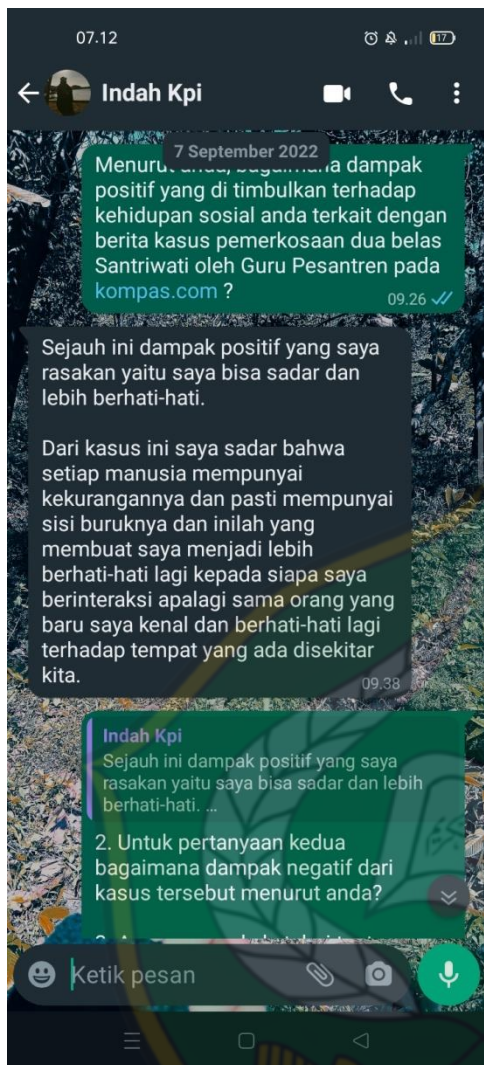 07.12
17
Indah Kpi
7 September 2022
Menurut anda, bagaimana dampak
positif yang di timbulkan terhadap
kehidupan sosial anda terkait dengan
berita kasus pemerkosaan dua belas
Santriwati oleh Guru Pesantren pada
kompas.com ?
09.26
Sejauh ini dampak positif yang saya
rasakan yaitu saya bisa sadar dan
lebih berhati-hati.
Dari kasus ini saya sadar bahwa
setiap manusia mempunyai
kekurangannya dan pasti mempunyai
sisi buruknya dan inilah yang
membuat saya menjadi lebih
berhati-hati lagi kepada siapa saya
berinteraksi apalagi sama orang yang
baru saya kenal dan berhati-hati lagi
terhadap tempat yang ada disekitar
kita.
09.38
Indah Kpi
Sejauh ini dampak positif yang saya
rasakan yaitu saya bisa sadar dan lebih
berhati-hati. ...
2. Untuk pertanyaan kedua
bagaimana dampak negatif dari
kasus tersebut menurut anda?
Ketik pesan